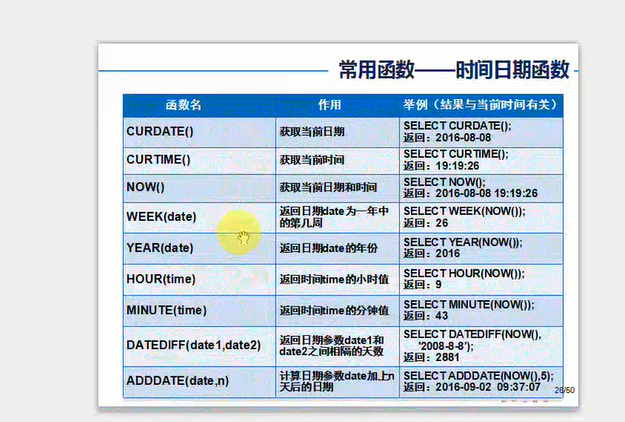 常用函数——时间日期函数
函数名 作用 举例（结果与当前时间有关）
CURDATE() 获取当前日期 SELECT CURDATE();
返回：2016-08-08
CURTIME() 获取当前时间 SELECT CURTIME();
返回：19:19:26
NOW() 获取当前日期和时间 SELECT NOW();
返回：2016-08-08 19:19:26
WEEK(date) 返回日期date为一年中
的第几周 SELECT WEEK(NOW());
返回：26
YEAR(date) 返回日期date的年份 SELECT YEAR(NOW());
返回：2016
HOUR(time) 返回时间time的小时值 SELECT HOUR(NOW());
返回：9
MINUTE(time) 返回时间time的分钟值 SELECT MINUTE(NOW());
返回：43
DATEDIFF(date1,date2) 返回日期参数date1和
date2之间相隔的天数 SELECT DATEDIFF(NOW(),
'2008-8-8');
返回：2881
ADDDATE(date,n) 计算日期参数date加上n
天后的日期 SELECT ADDDATE(NOW(),5);
返回：2016-09-02 09:37:07
26/50